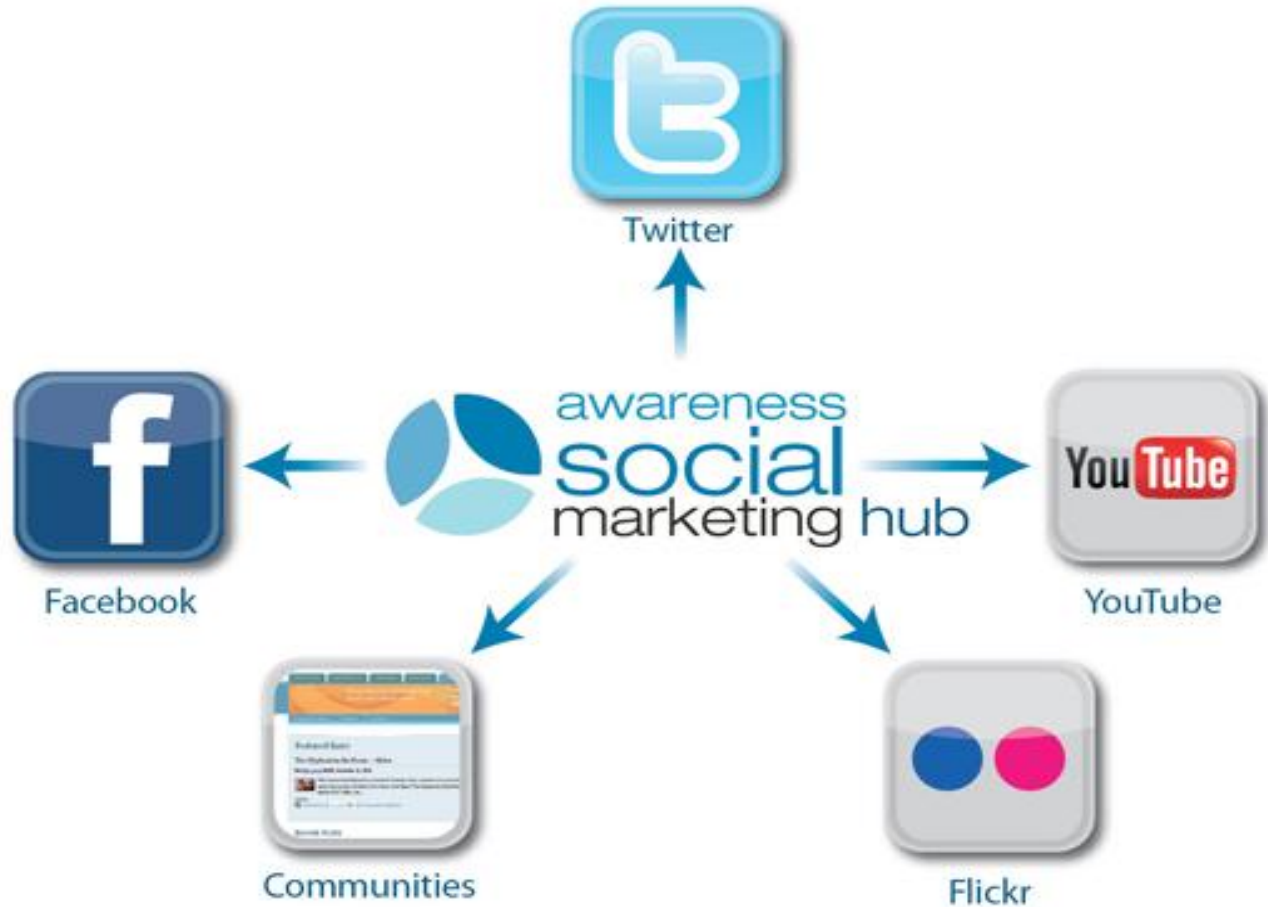 Twitter
awareness
social
marketing hub
f
You Tube
Facebook
YouTube
Communities
Flickr